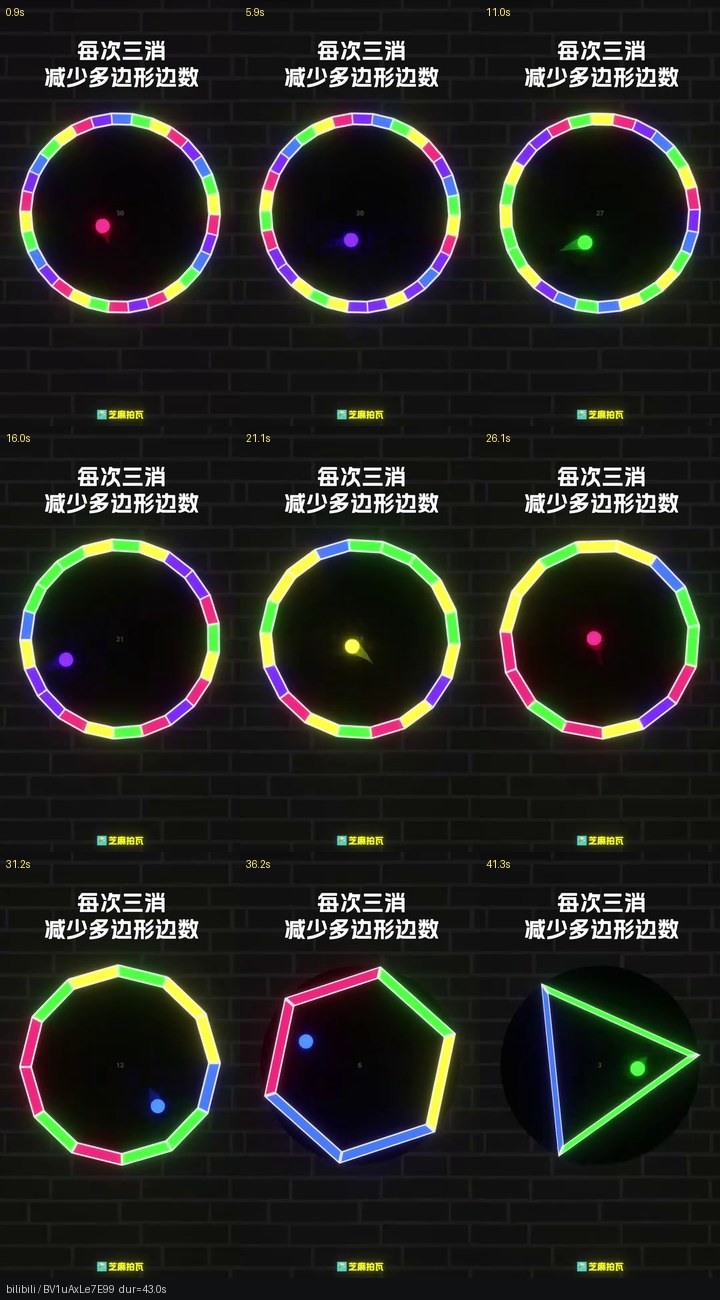 0.9s 5.9s 11.0s
每次三消
减少多边形边数
每次三消
减少多边形边数
每次三消
减少多边形边数
30
30
27
芝麻拍瓦
芝麻拍瓦
芝麻拍瓦
16.0s 21.1s 26.1s
每次三消
减少多边形边数
每次三消
减少多边形边数
每次三消
减少多边形边数
21
芝麻拍瓦
芝麻拍瓦
芝麻拍瓦
31.2s 36.2s 41.3s
每次三消
减少多边形边数
每次三消
减少多边形边数
每次三消
减少多边形边数
12
6
3
芝麻拍瓦
芝麻拍瓦
芝麻拍瓦
bilibili / BV1uAxLe7E99 dur=43.0s